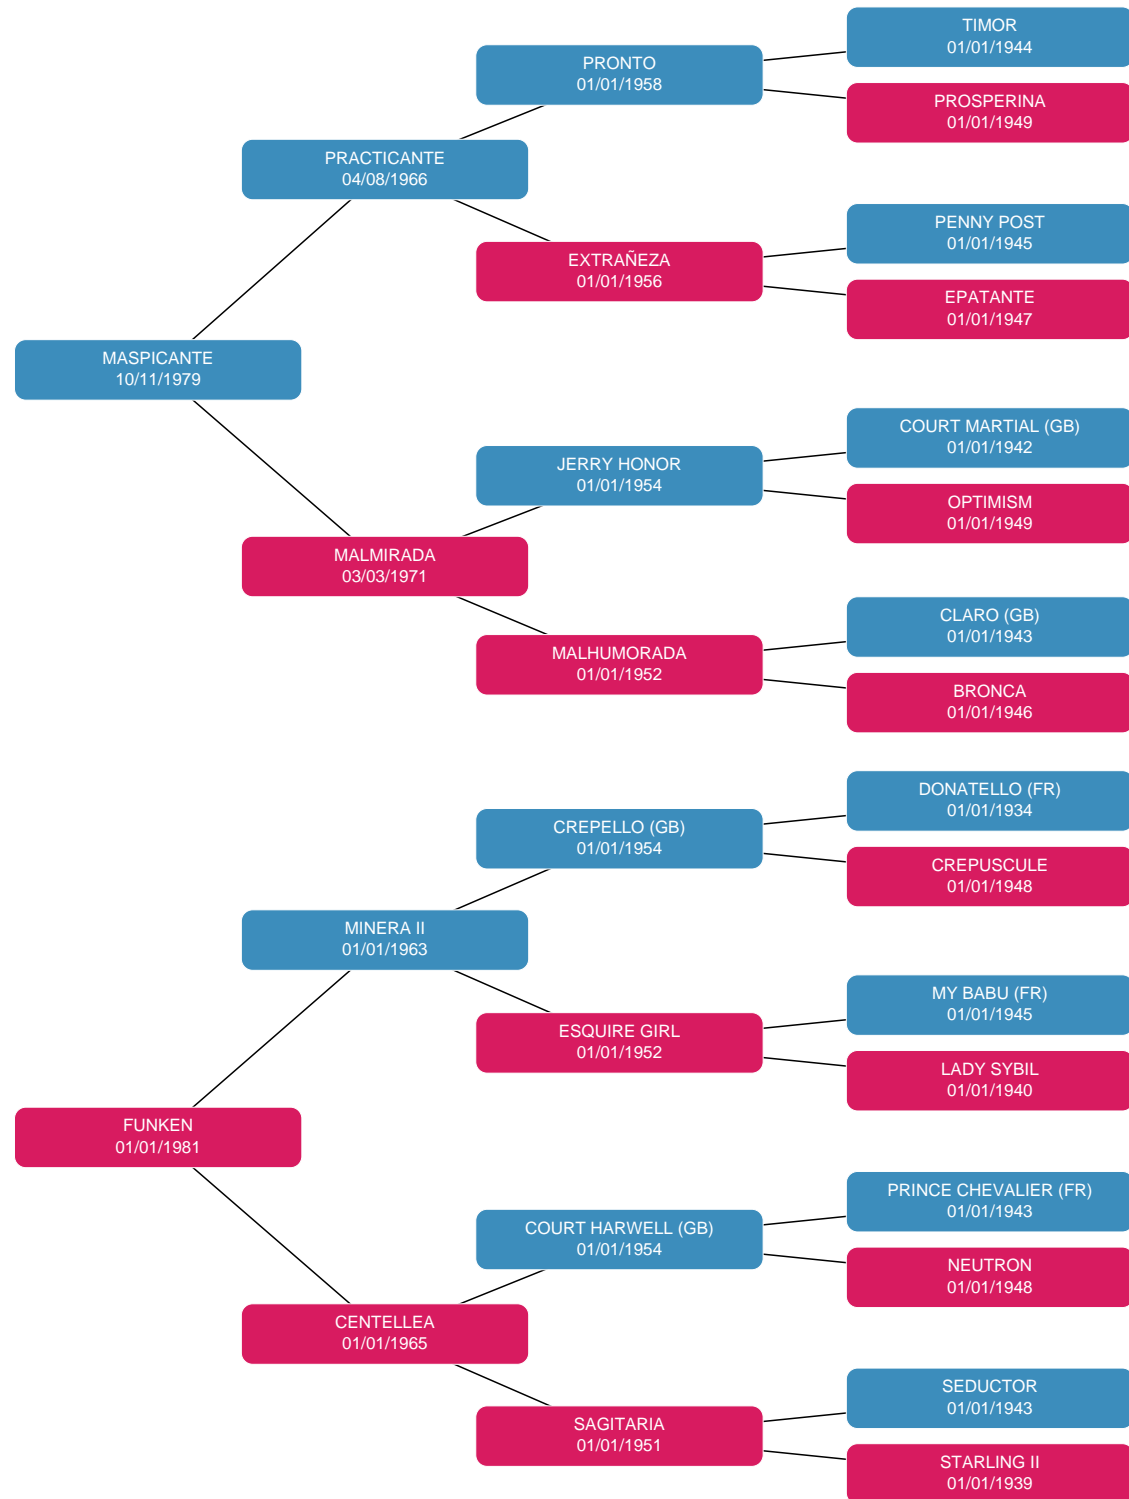 TIMOR
01/01/1944
PRONTO
01/01/1958
PROSPERINA
01/01/1949
PRACTICANTE
04/08/1966
PENNY POST
01/01/1945
EXTRAÑEZA
01/01/1956
EPATANTE
01/01/1947
MASPICANTE
10/11/1979
COURT MARTIAL (GB)
01/01/1942
JERRY HONOR
01/01/1954
OPTIMISM
01/01/1949
MALMIRADA
03/03/1971
CLARO (GB)
01/01/1943
MALHUMORADA
01/01/1952
BRONCA
01/01/1946
DONATELLO (FR)
01/01/1934
CREPELLO (GB)
01/01/1954
CREPUSCULE
01/01/1948
MINERA II
01/01/1963
MY BABU (FR)
01/01/1945
ESQUIRE GIRL
01/01/1952
LADY SYBIL
01/01/1940
FUNKEN
01/01/1981
PRINCE CHEVALIER (FR)
01/01/1943
COURT HARWELL (GB)
01/01/1954
NEUTRON
01/01/1948
CENTELLEA
01/01/1965
SEDUCTOR
01/01/1943
SAGITARIA
01/01/1951
STARLING II
01/01/1939